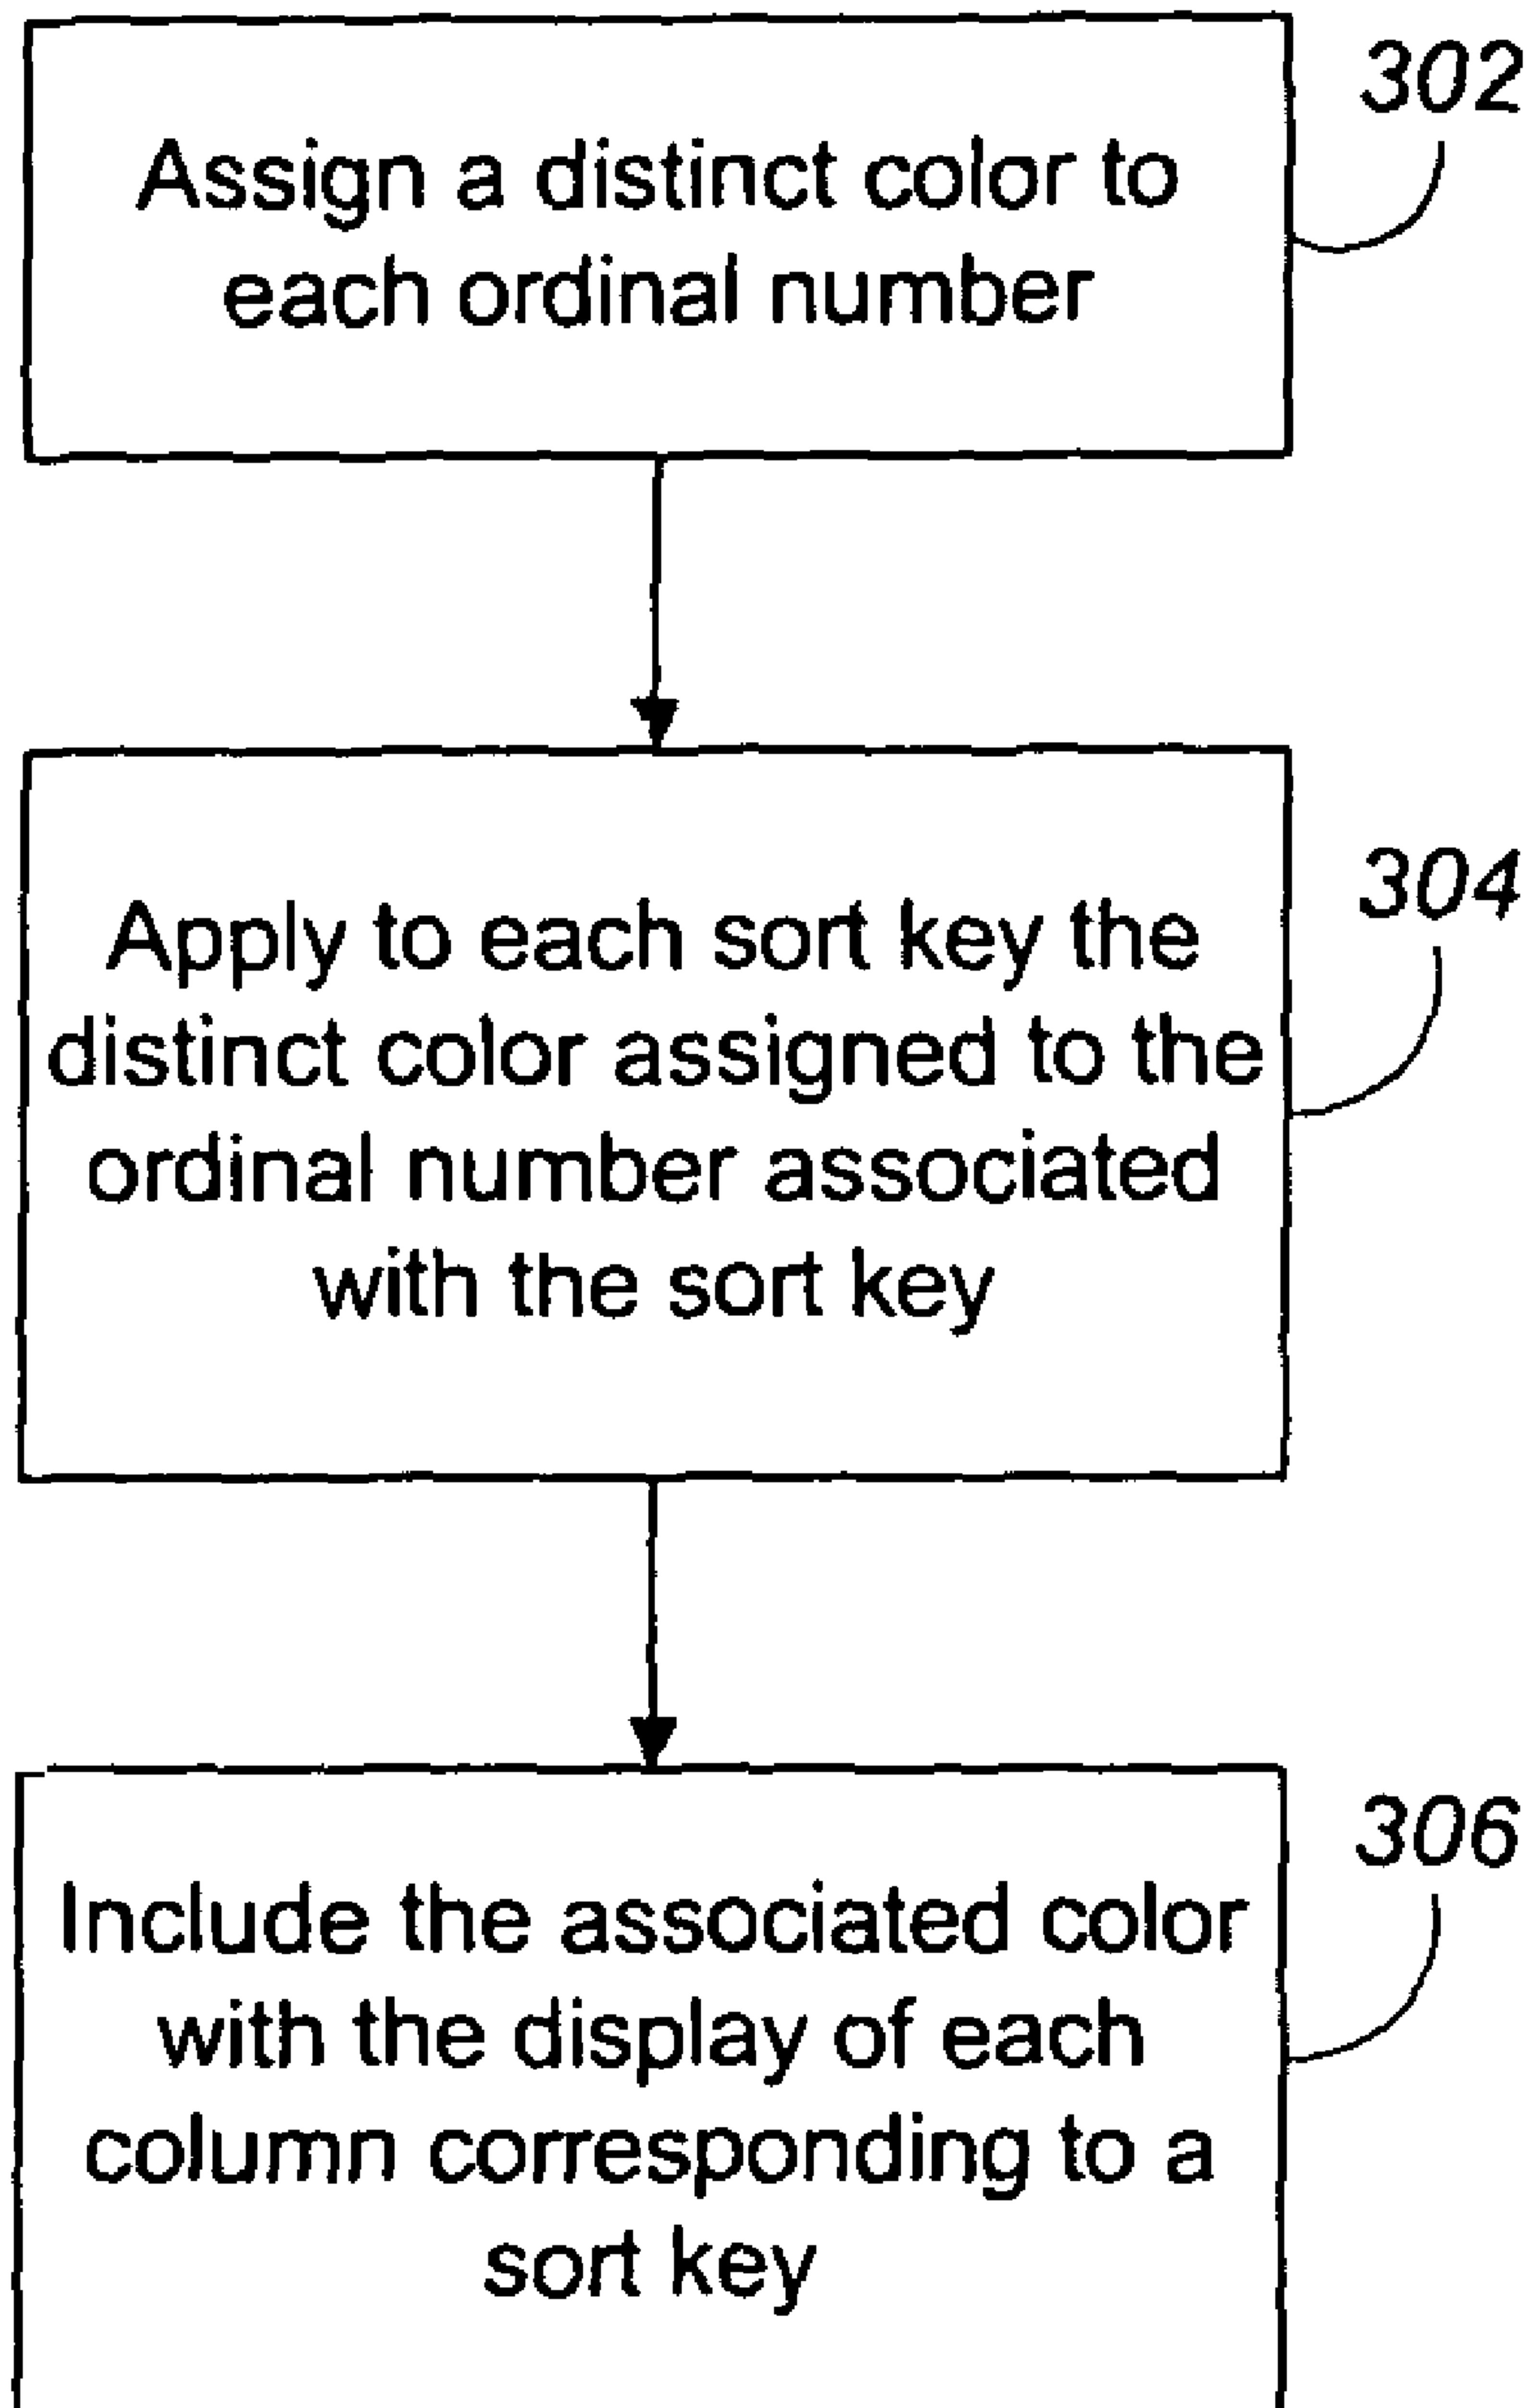 302
Assign a distinct color to
each ordinal number
304
Apply to each sort key the
distinct color assigned to the
ordinal number associated
with the sort key
306
Include the associated color
with the display of each
column corresponding to a
sort key